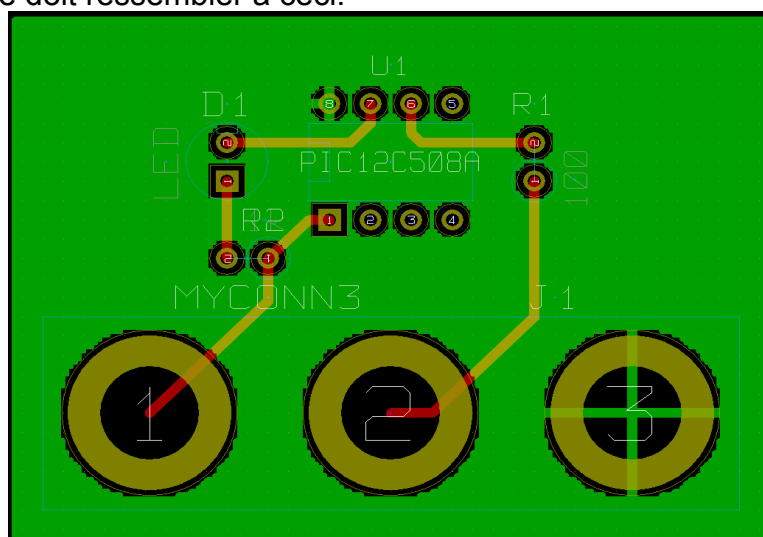 e doit ressembler à ceci.
U1
D1
R1
8 7 6 5
2
2
LED
PIC12C508A
100
1
1
R2
1 2 3 4
2 1
MYCONN3
J1
1 2 3